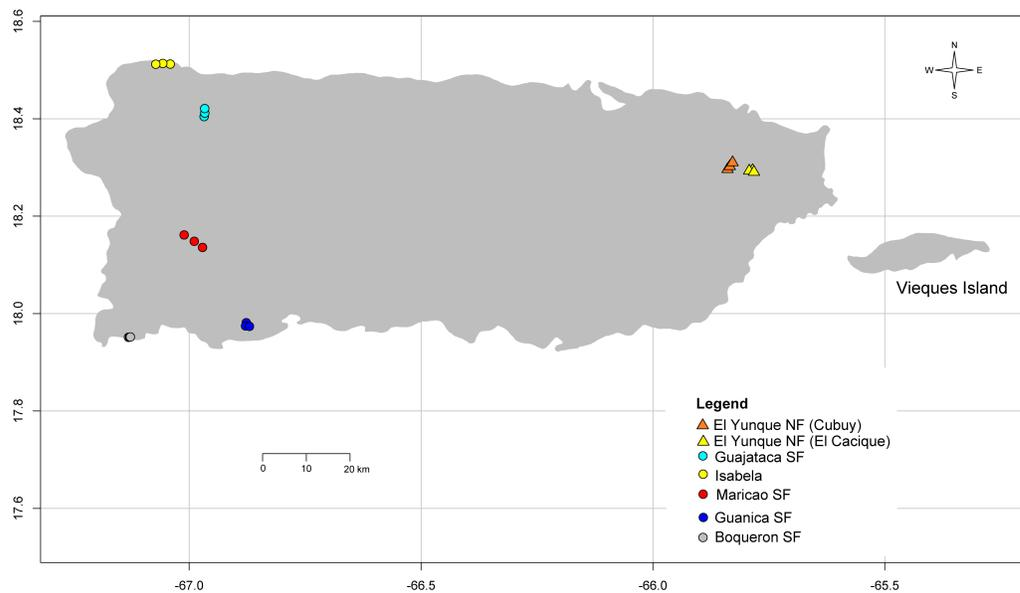 18.6
18.4
18.2
18.0
17.8
17.6
N
W E
S
Vieques Island
Legend
El Yunque NF (Cubuy)
El Yunque NF (El Cacique)
Guajataca SF
Isabela
Maricao SF
Guanica SF
Boqueron SF
0 10 20 km
-67.0 -66.5 -66.0 -65.5